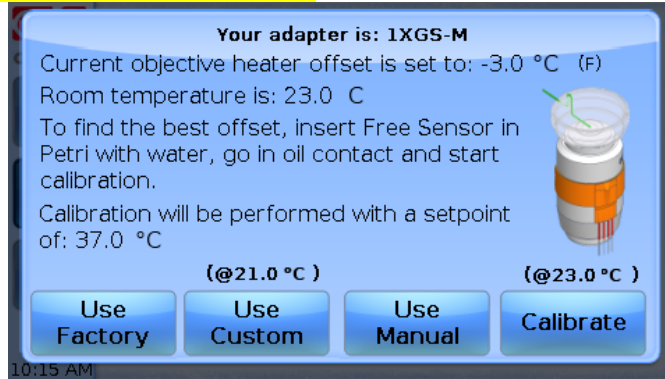 Your adapter is: 1XGS-M
Current objective heater offset is set to: -3.0 °C (F)
Room temperature is: 23.0 C
To find the best offset, insert Free Sensor in
Petri with water, go in oil contact and start
calibration.
Calibration will be performed with a setpoint
of: 37.0 °C
(@21.0 °C )
(@23.0 °C )
Use Factory
Use Custom
Use Manual
Calibrate
10:15 AM